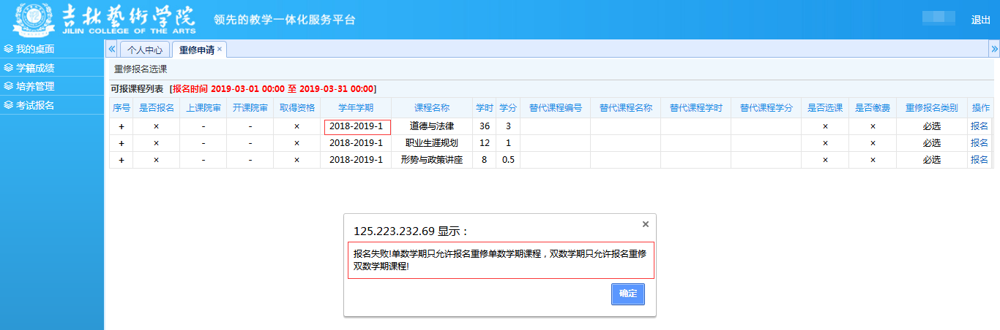 吉林藝術学院
JILIN COLLEGE OF THE ARTS
领先的教学一体化服务平台
退出
我的桌面
学籍成绩
培养管理
考试报名
« 个人中心 重修申请 × »
重修报名选课
可报课程列表 [报名时间 2019-03-01 00:00 至 2019-03-31 00:00]
序号 是否报名 上课院审 开课院审 取得资格 学年学期 课程名称 学时 学分 替代课程编号 替代课程名称 替代课程学时 替代课程学分 是否选课 是否缴费 重修报名类别 操作
+ × - - × 2018-2019-1 道德与法律 36 3 × × 必选 报名
+ × - - × 2018-2019-1 职业生涯规划 12 1 × × 必选 报名
+ × - - × 2018-2019-1 形势与政策讲座 8 0.5 × × 必选 报名
125.223.232.69 显示：
×
报名失败!单数学期只允许报名重修单数学期课程，双数学期只允许报名重修
双数学期课程!
确定